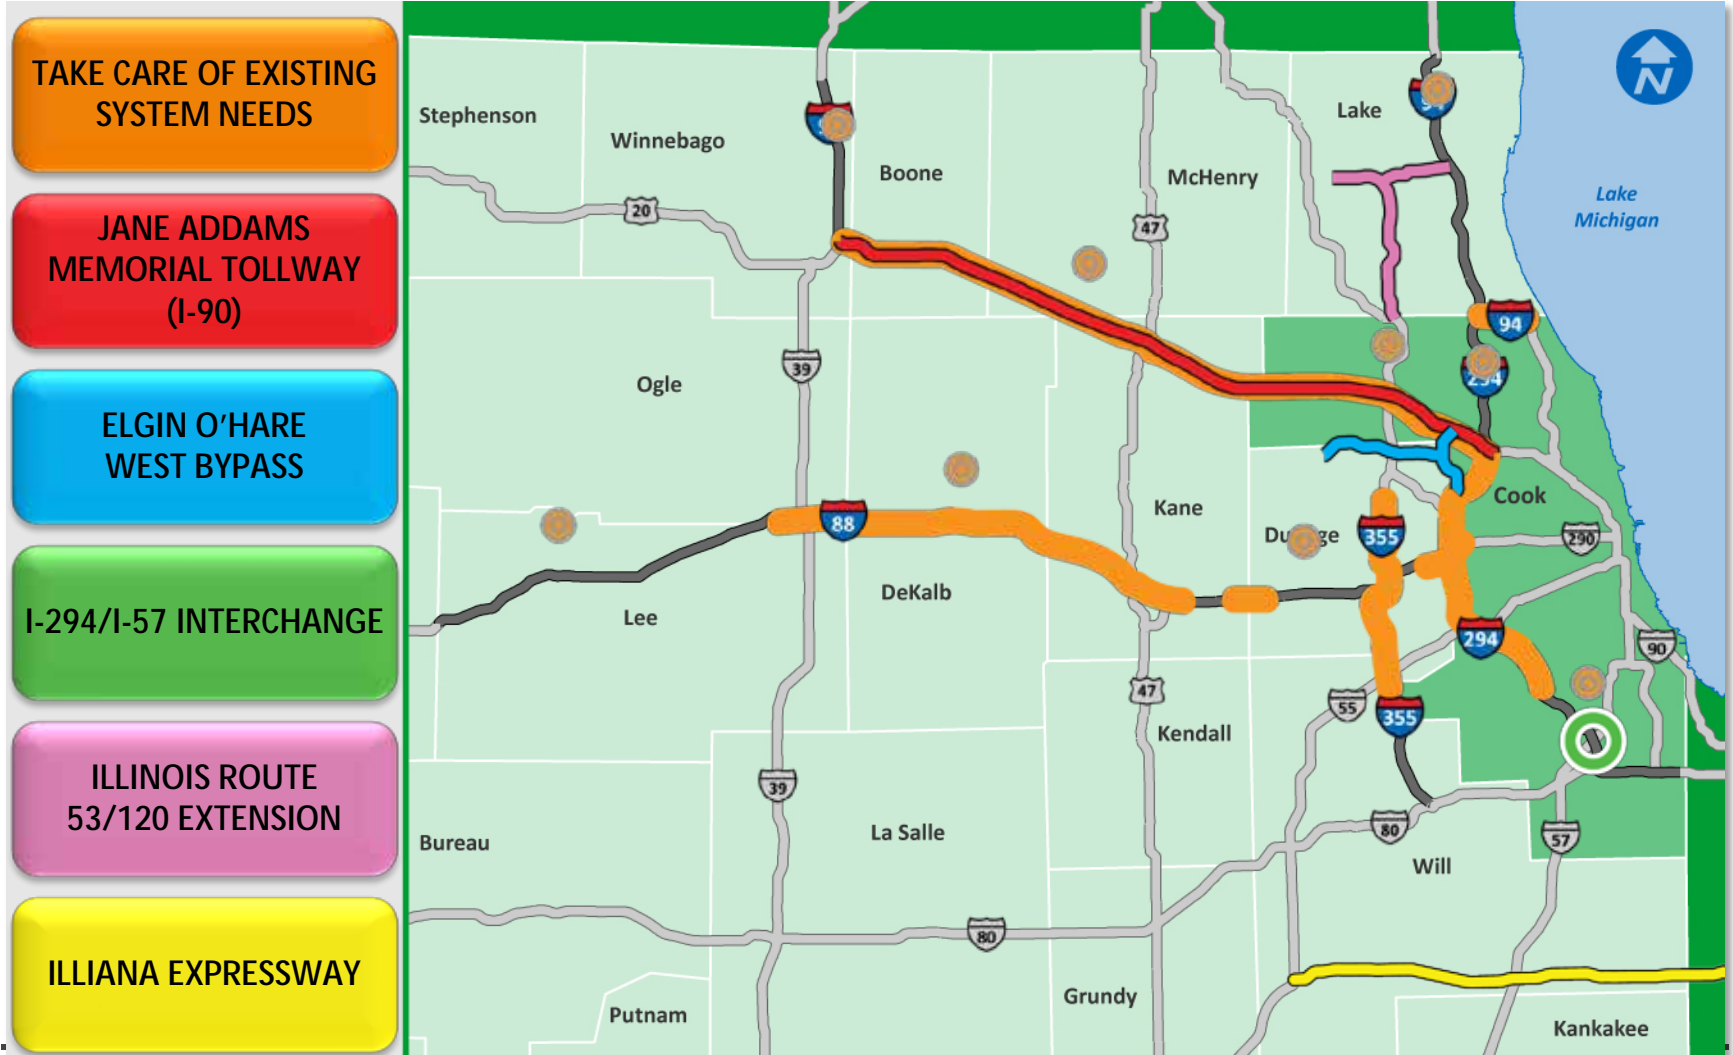 TAKE CARE OF EXISTING
SYSTEM NEEDS
JANE ADDAMS
MEMORIAL TOLLWAY
(I-90)
ELGIN O'HARE
WEST BYPASS
I-294/I-57 INTERCHANGE
ILLINOIS ROUTE
53/120 EXTENSION
ILLIANA EXPRESSWAY
Stephenson
Winnebago
Boone
McHenry
Lake
N
Lake
Michigan
20
47
94
39
Ogle
294
Cook
Kane
88
355
290
DeKalb
Lee
294
90
47
55
355
Kendall
39
80
57
La Salle
Bureau
Will
80
Grundy
Putnam
Kankakee